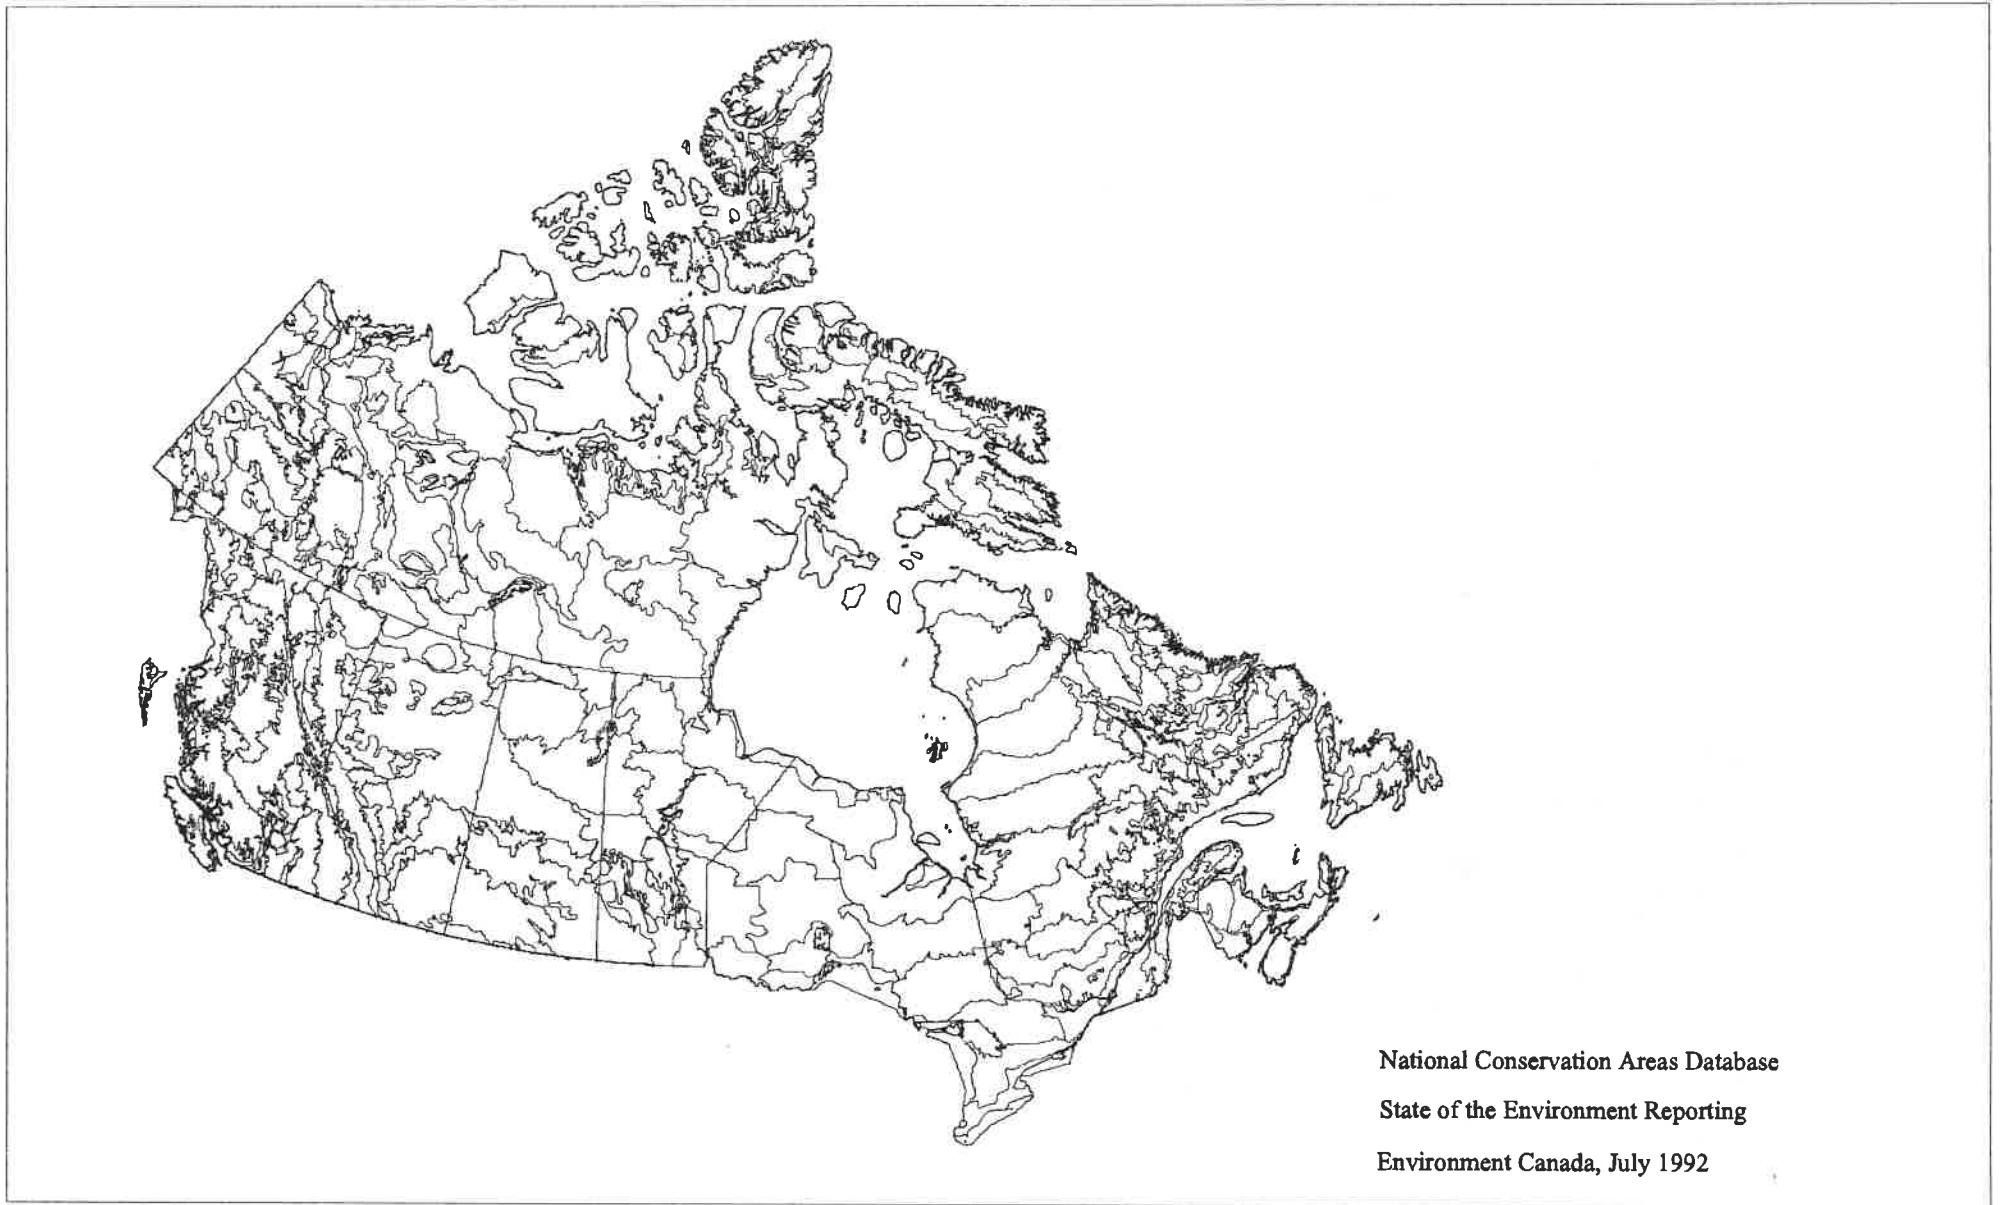 National Conservation Areas Database
State of the Environment Reporting
Environment Canada, July 1992